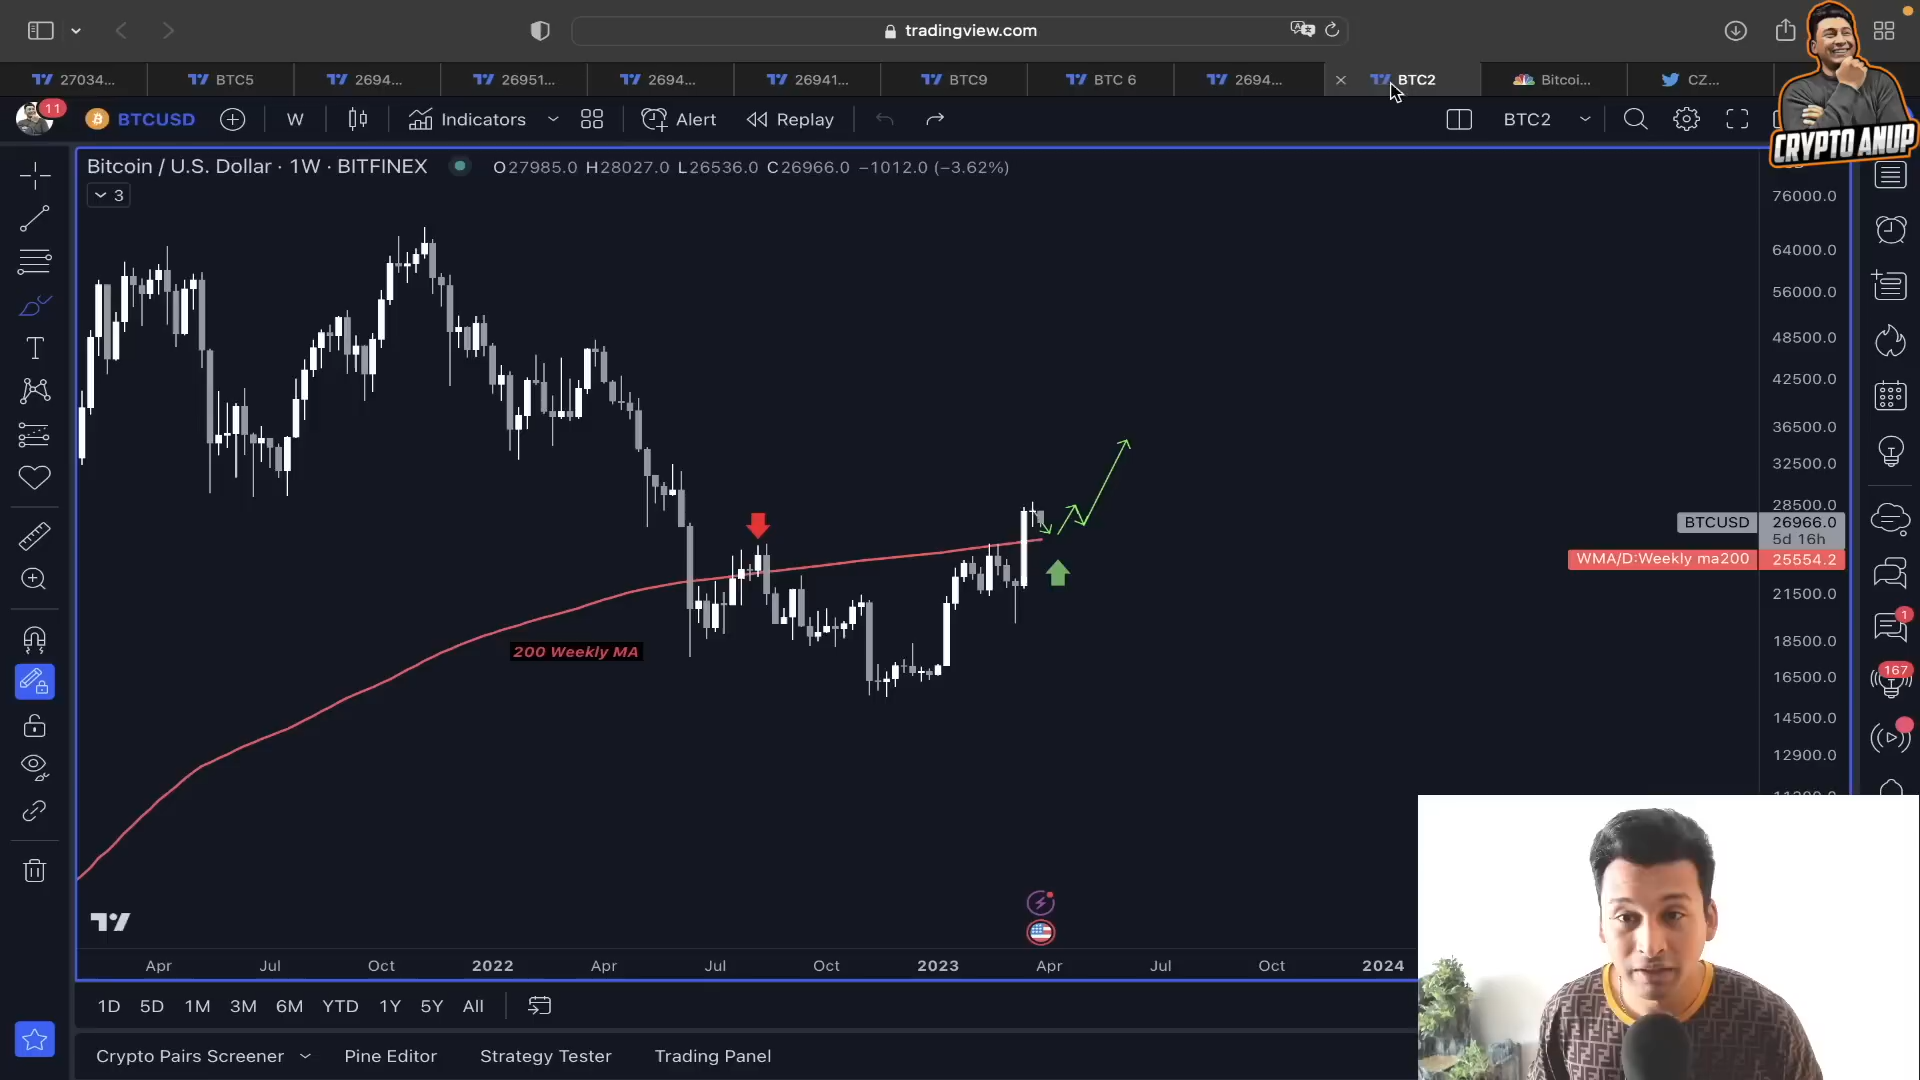 tradingview.com
27034... BTC5 2694... 26951... 2694... 26941... BTC9 BTC 6 2694... BTC2 Bitcoi... CZ...
11 BTCUSD W Indicators Alert Replay BTC2
CRYPTO ANUP
Bitcoin / U.S. Dollar · 1W · BITFINEX O27985.0 H28027.0 L26536.0 C26966.0 −1012.0 (−3.62%)
3
76000.0
64000.0
56000.0
48500.0
42500.0
36500.0
32500.0
28500.0
BTCUSD 26966.0
5d 16h
WMA/D:Weekly ma200 25554.2
21500.0
1
200 Weekly MA
18500.0
16500.0
167
14500.0
12900.0
Apr Jul Oct 2022 Apr Jul Oct 2023 Apr Jul Oct 2024
1D 5D 1M 3M 6M YTD 1Y 5Y All
Crypto Pairs Screener Pine Editor Strategy Tester Trading Panel